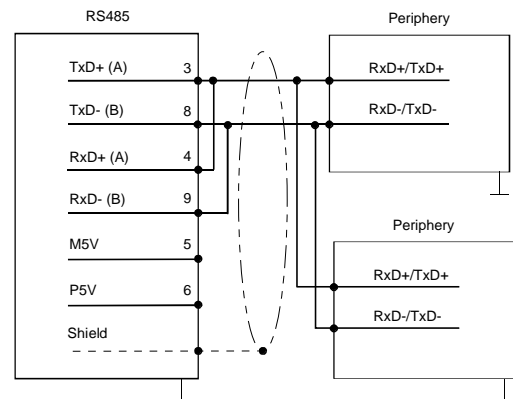 RS485
Periphery
TxD+ (A) 3
RxD+/TxD+
TxD- (B) 8
RxD-/TxD-
RxD+ (A) 4
RxD- (B) 9
Periphery
M5V 5
RxD+/TxD+
P5V 6
RxD-/TxD-
Shield